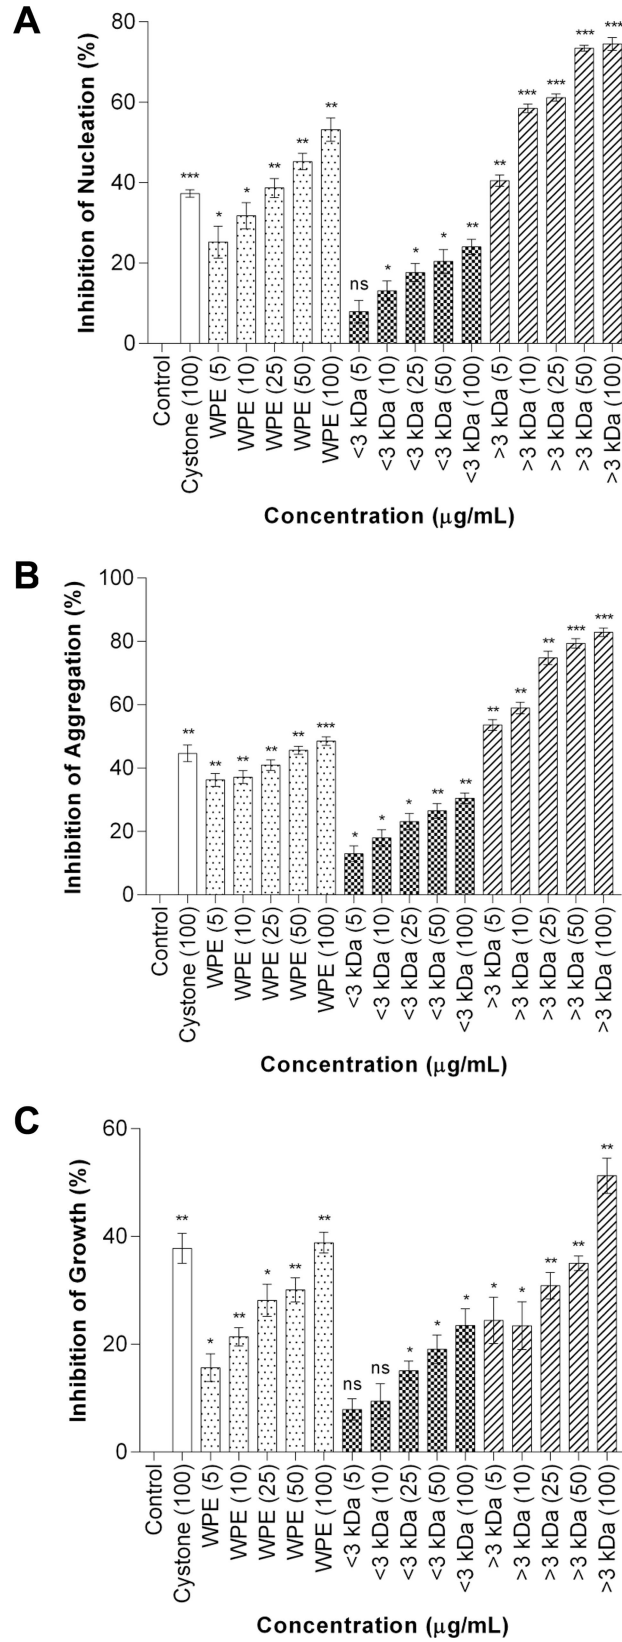 A
Inhibition of Nucleation (%)
80
60
40
20
0
***
*
*
**
**
**
ns
*
*
*
**
**
***
***
***
***
Control
Cystone (100)
WPE (5)
WPE (10)
WPE (25)
WPE (50)
WPE (100)
<3 kDa (5)
<3 kDa (10)
<3 kDa (25)
<3 kDa (50)
<3 kDa (100)
>3 kDa (5)
>3 kDa (10)
>3 kDa (25)
>3 kDa (50)
>3 kDa (100)
Concentration (μg/mL)
B
Inhibition of Aggregation (%)
100
80
60
40
20
0
**
**
**
**
**
***
*
*
*
**
**
**
**
**
***
***
Control
Cystone (100)
WPE (5)
WPE (10)
WPE (25)
WPE (50)
WPE (100)
<3 kDa (5)
<3 kDa (10)
<3 kDa (25)
<3 kDa (50)
<3 kDa (100)
>3 kDa (5)
>3 kDa (10)
>3 kDa (25)
>3 kDa (50)
>3 kDa (100)
Concentration (μg/mL)
C
Inhibition of Growth (%)
60
40
20
0
**
*
**
*
**
**
ns
ns
*
*
*
*
*
**
**
**
Control
Cystone (100)
WPE (5)
WPE (10)
WPE (25)
WPE (50)
WPE (100)
<3 kDa (5)
<3 kDa (10)
<3 kDa (25)
<3 kDa (50)
<3 kDa (100)
>3 kDa (5)
>3 kDa (10)
>3 kDa (25)
>3 kDa (50)
>3 kDa (100)
Concentration (μg/mL)